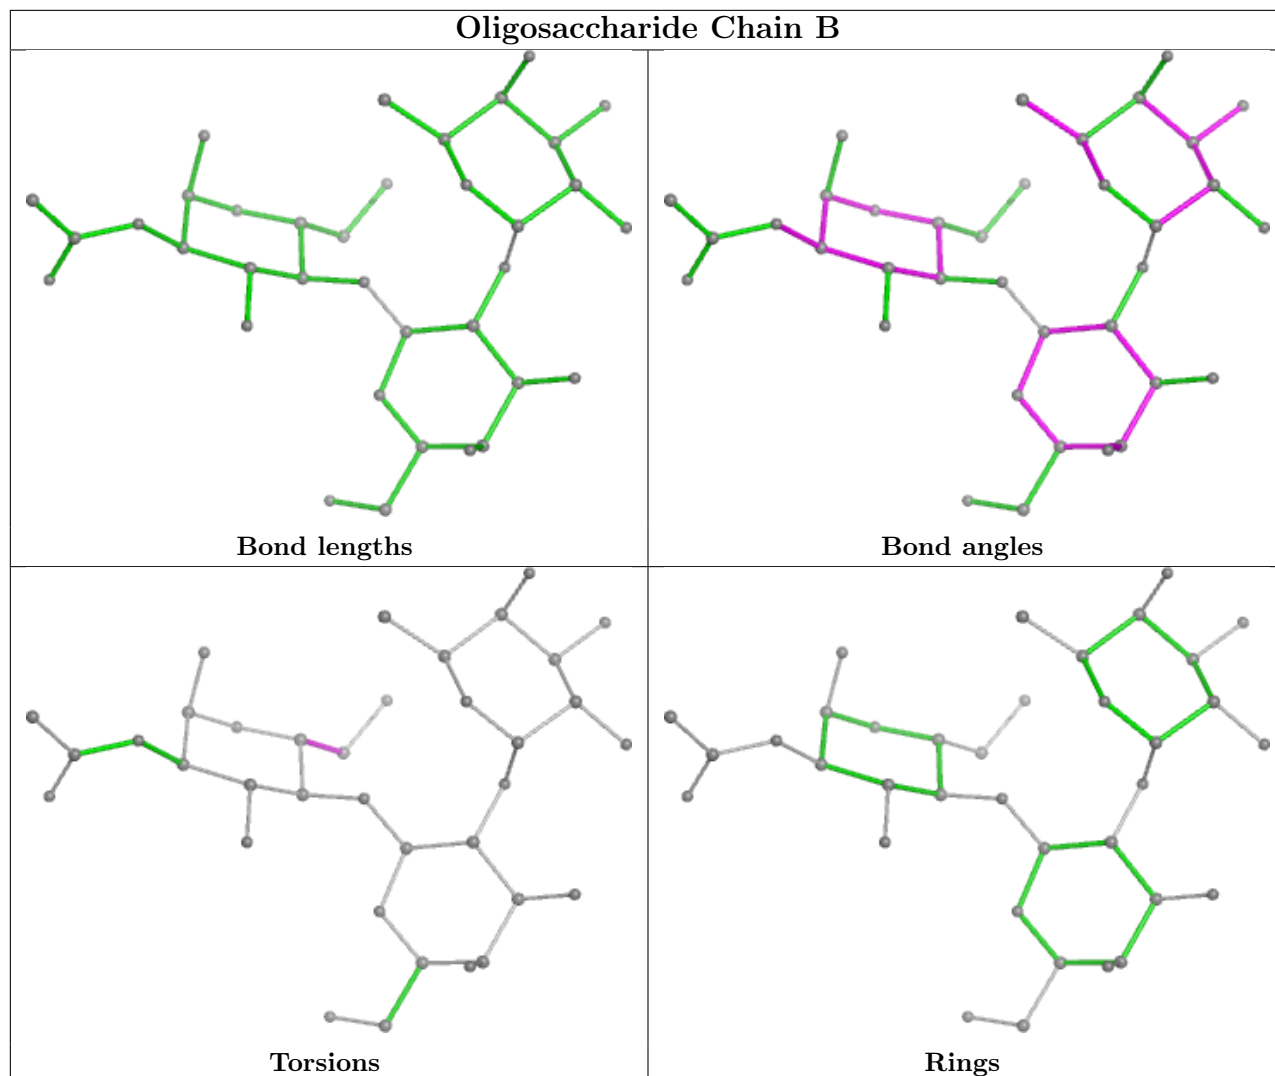 Oligosaccharide Chain B
Bond lengths
Bond angles
Torsions
Rings